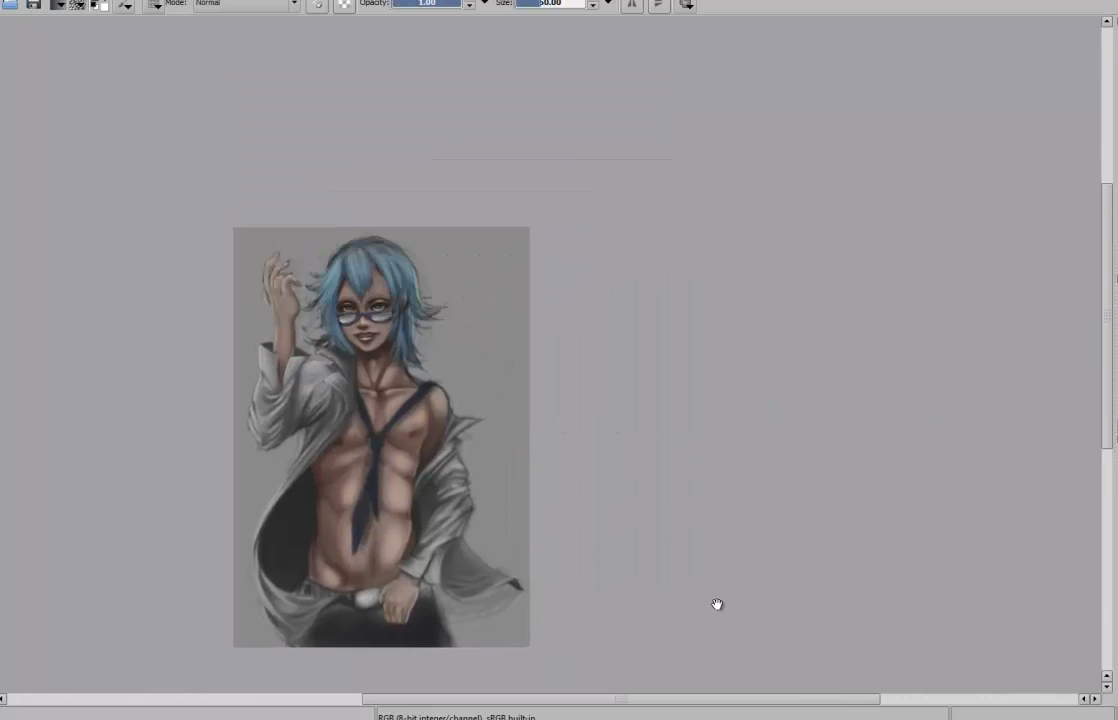 Mode: Normal Opacity: 1.00 Size: 50.00
RGB (8-bit integer/channel), sRGB built-in